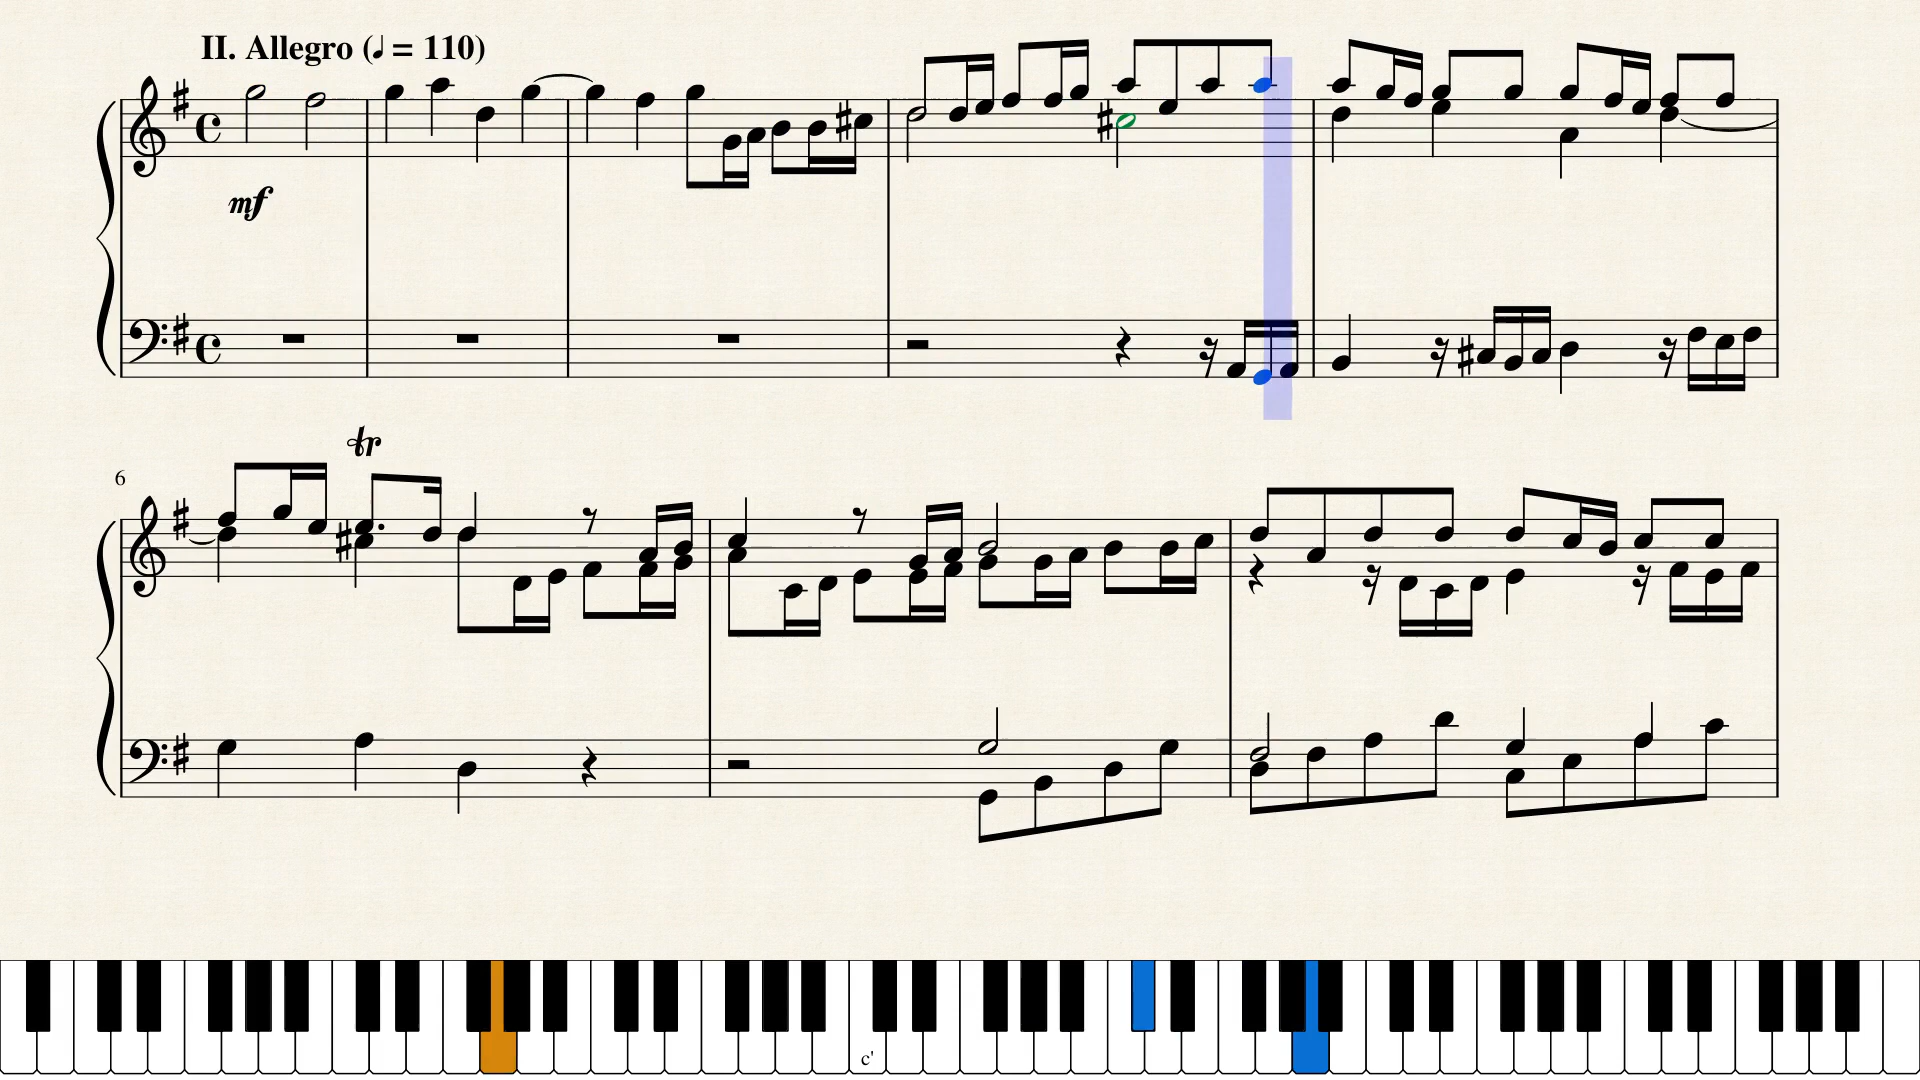 II. Allegro (♩ = 110)
mf
tr
6
c'